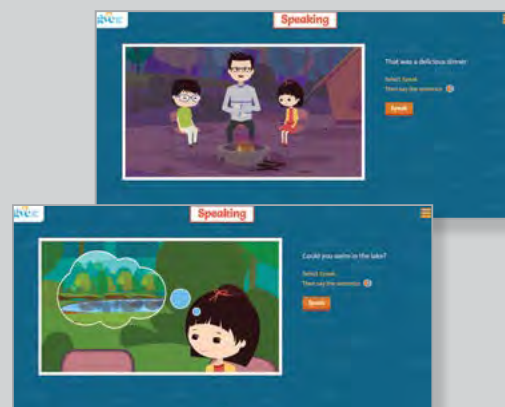 Speaking
That was a delicious dinner
Select Speak
Then say the sentence
Speak
Speaking
Could you swim in the lake?
Select Speak
Then say the sentence
Speak